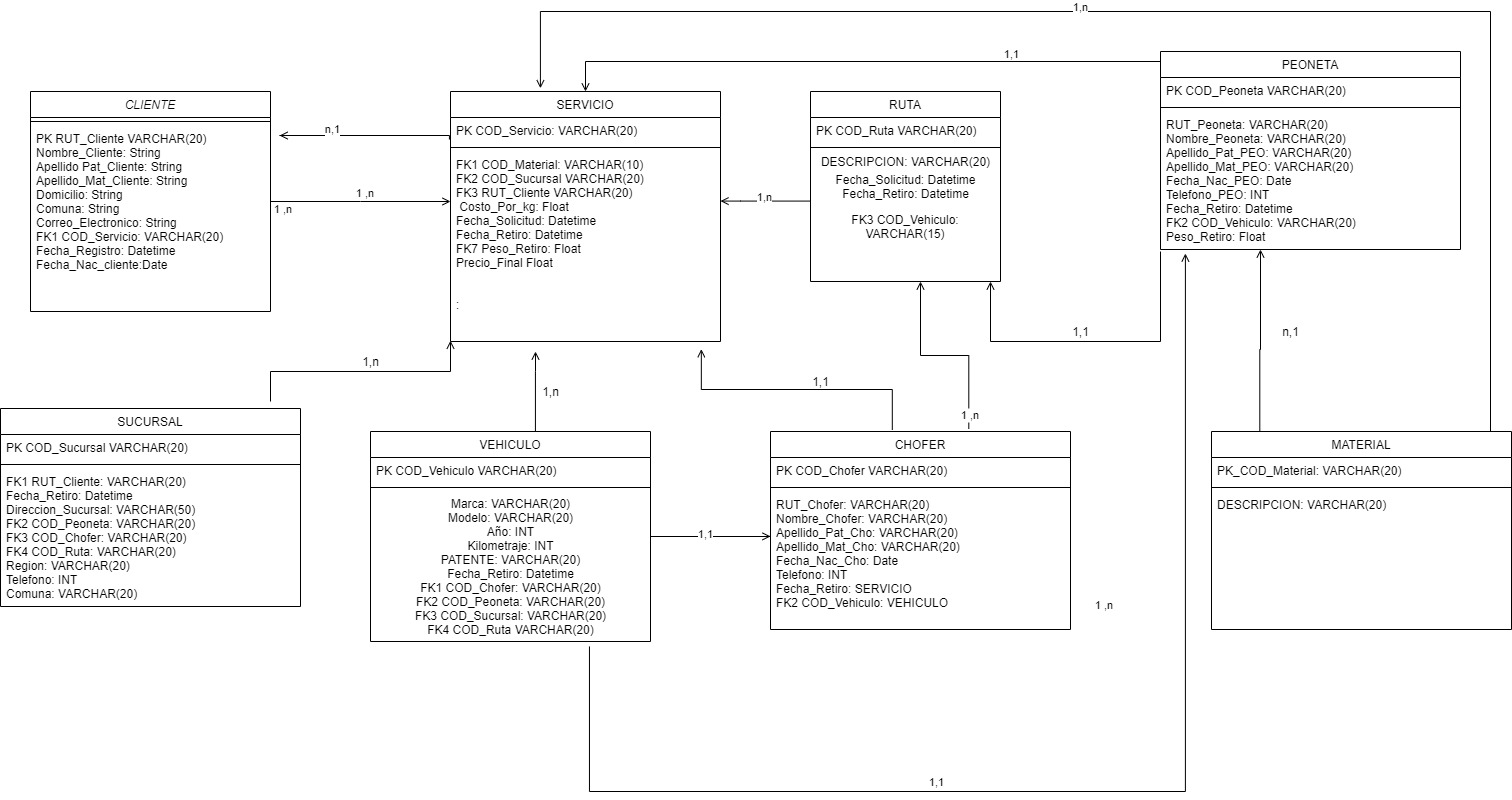 1,n
1,1
PEONETA
PK COD_Peoneta VARCHAR(20)
RUT_Peoneta: VARCHAR(20)
Nombre_Peoneta: VARCHAR(20)
Apellido_Pat_PEO: VARCHAR(20)
Apellido_Mat_PEO: VARCHAR(20)
Fecha_Nac_PEO: Date
Telefono_PEO: INT
Fecha_Retiro: Datetime
FK2 COD_Vehiculo: VARCHAR(20)
Peso_Retiro: Float
CLIENTE
PK RUT_Cliente VARCHAR(20)
Nombre_Cliente: String
Apellido Pat_Cliente: String
Apellido_Mat_Cliente: String
Domicilio: String
Comuna: String
Correo_Electronico: String
FK1 COD_Servicio: VARCHAR(20)
Fecha_Registro: Datetime
Fecha_Nac_cliente:Date
n,1
1 ,n
1 ,n
SERVICIO
PK COD_Servicio: VARCHAR(20)
FK1 COD_Material: VARCHAR(10)
FK2 COD_Sucursal VARCHAR(20)
FK3 RUT_Cliente VARCHAR(20)
Costo_Por_kg: Float
Fecha_Solicitud: Datetime
Fecha_Retiro: Datetime
FK7 Peso_Retiro: Float
Precio_Final Float
:
1,n
RUTA
PK COD_Ruta VARCHAR(20)
DESCRIPCION: VARCHAR(20)
Fecha_Solicitud: Datetime
Fecha_Retiro: Datetime
FK3 COD_Vehiculo:
VARCHAR(15)
1,1
n,1
1,n
1,n
1,1
1 ,n
SUCURSAL
PK COD_Sucursal VARCHAR(20)
FK1 RUT_Cliente: VARCHAR(20)
Fecha_Retiro: Datetime
Direccion_Sucursal: VARCHAR(50)
FK2 COD_Peoneta: VARCHAR(20)
FK3 COD_Chofer: VARCHAR(20)
FK4 COD_Ruta: VARCHAR(20)
Region: VARCHAR(20)
Telefono: INT
Comuna: VARCHAR(20)
VEHICULO
PK COD_Vehiculo VARCHAR(20)
Marca: VARCHAR(20)
Modelo: VARCHAR(20)
Año: INT
Kilometraje: INT
PATENTE: VARCHAR(20)
Fecha_Retiro: Datetime
FK1 COD_Chofer: VARCHAR(20)
FK2 COD_Peoneta: VARCHAR(20)
FK3 COD_Sucursal: VARCHAR(20)
FK4 COD_Ruta VARCHAR(20)
1,1
CHOFER
PK COD_Chofer VARCHAR(20)
RUT_Chofer: VARCHAR(20)
Nombre_Chofer: VARCHAR(20)
Apellido_Pat_Cho: VARCHAR(20)
Apellido_Mat_Cho: VARCHAR(20)
Fecha_Nac_Cho: Date
Telefono: INT
Fecha_Retiro: SERVICIO
FK2 COD_Vehiculo: VEHICULO
1 ,n
MATERIAL
PK_COD_Material: VARCHAR(20)
DESCRIPCION: VARCHAR(20)
1,1